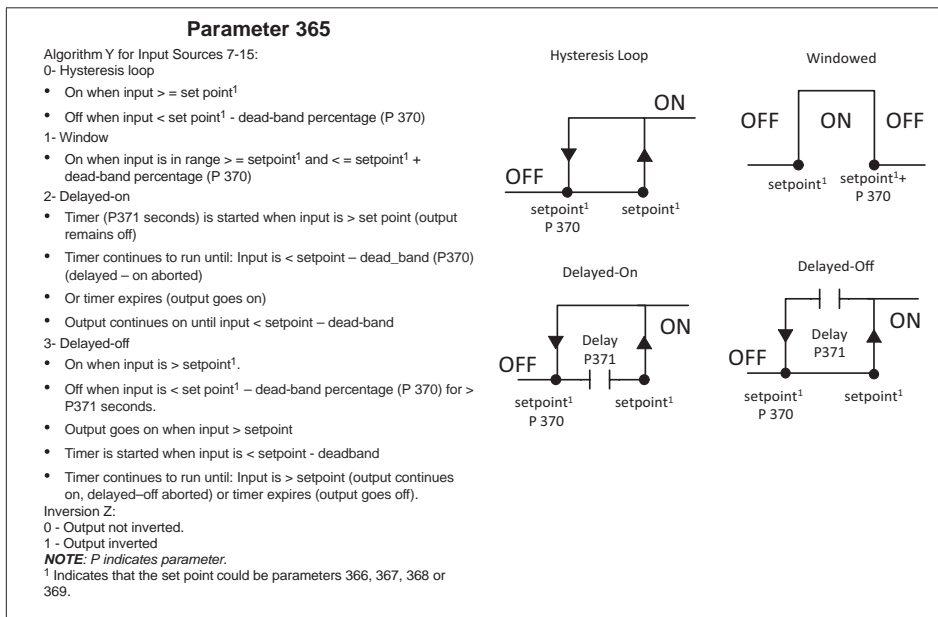 Parameter 365
Algorithm Y for Input Sources 7-15:
0- Hysteresis loop
• On when input > = set point¹
• Off when input < set point¹ - dead-band percentage (P 370)
1- Window
• On when input is in range > = setpoint¹ and < = setpoint¹ +
dead-band percentage (P 370)
2- Delayed-on
• Timer (P371 seconds) is started when input is > set point (output
remains off)
• Timer continues to run until: Input is < setpoint – dead_band (P370)
(delayed – on aborted)
• Or timer expires (output goes on)
• Output continues on until input < setpoint – dead-band
3- Delayed-off
• On when input is > setpoint¹.
• Off when input is < set point¹ – dead-band percentage (P 370) for >
P371 seconds.
• Output goes on when input > setpoint
• Timer is started when input is < setpoint - deadband
• Timer continues to run until: Input is > setpoint (output continues
on, delayed–off aborted) or timer expires (output goes off).
Inversion Z:
0 - Output not inverted.
1 - Output inverted
NOTE: P indicates parameter.
¹ Indicates that the set point could be parameters 366, 367, 368 or
369.
Hysteresis Loop
ON
OFF
setpoint¹
P 370
setpoint¹
Windowed
OFF
ON
OFF
setpoint¹
setpoint¹+
P 370
Delayed-On
ON
Delay
P371
OFF
setpoint¹
P 370
setpoint¹
Delayed-Off
ON
Delay
P371
OFF
setpoint¹
P 370
setpoint¹